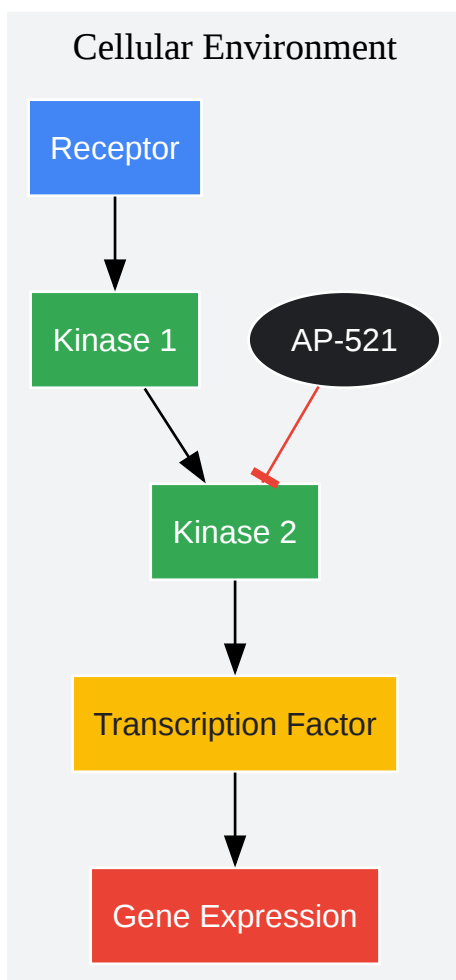 Cellular Environment
Receptor
Kinase 1
AP-521
Kinase 2
Transcription Factor
Gene Expression